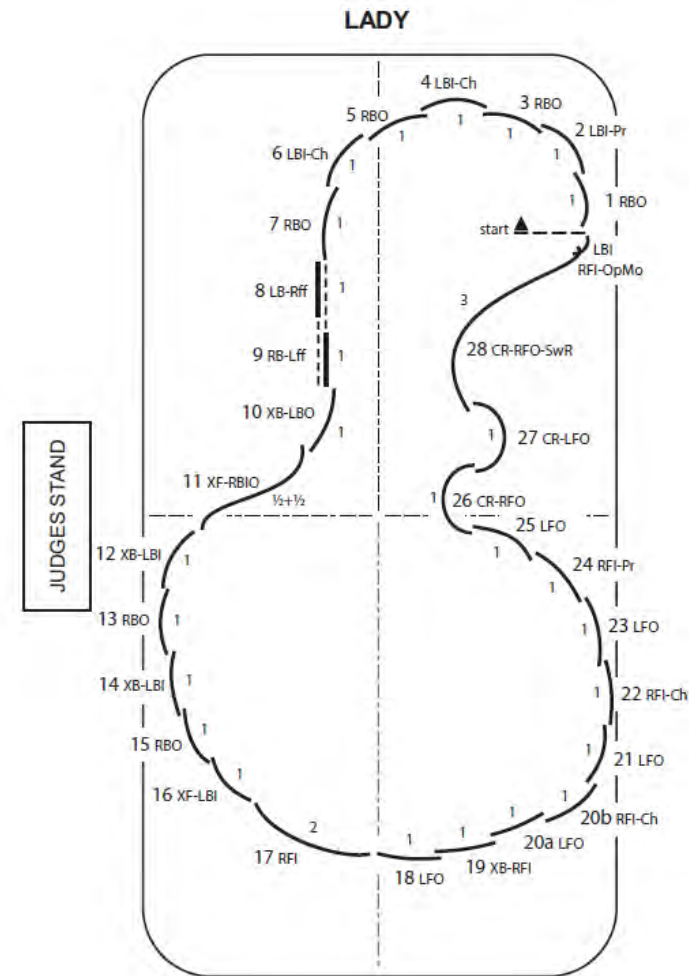 LADY
4 LBI-Ch
3 RBO
5 RBO
1
1
1
2 LBI-Pr
6 LBI-Ch
1
1
1 RBO
1
7 RBO
1
start
LBI
RFI-OpMo
8 LB-Rff
1
3
28 CR-RFO-SwR
9 RB-Lff
1
10 XB-LBO
1
27 CR-LFO
1
11 XF-RBIO
½+½
1
26 CR-RFO
25 LFO
JUDGES STAND
12 XB-LBI
1
1
24 RFI-Pr
1
13 RBO
1
23 LFO
1
14 XB-LBI
1
22 RFI-Ch
1
15 RBO
1
21 LFO
1
16 XF-LBI
1
20b RFI-Ch
1
1
20a LFO
17 RFI
2
1
1
19 XB-RFI
18 LFO